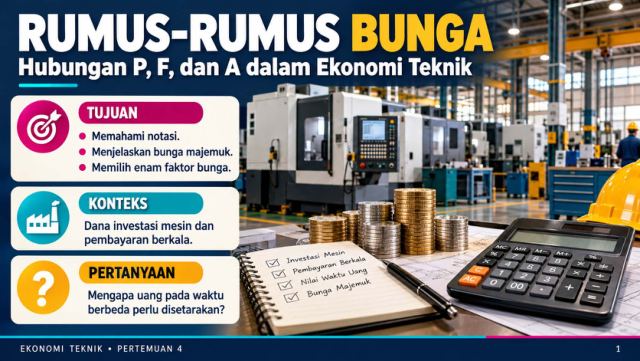 RUMUS-RUMUS BUNGA
Hubungan P, F, dan A dalam Ekonomi Teknik
TUJUAN
Memahami notasi.
Menjelaskan bunga majemuk.
Memilih enam faktor bunga.
KONTEKS
Dana investasi mesin dan
pembayaran berkala.
PERTANYAAN
Mengapa uang pada waktu
berbeda perlu disetarakan?
Investasi Mesin
Pembayaran Berkala
Nilai Waktu Uang
Bunga Majemuk
EKONOMI TEKNIK • PERTEMUAN 4
1